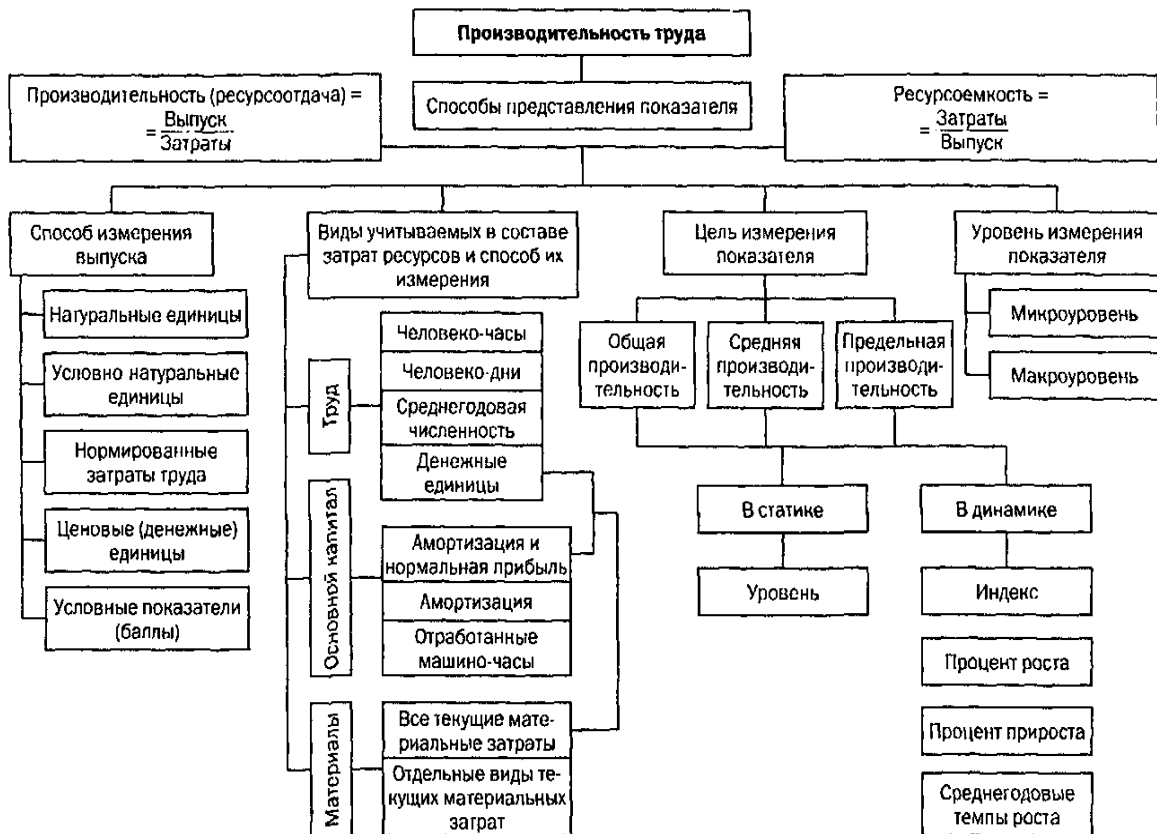 Производительность труда
Производительность (ресурсоотдача) =
= Выпуск
Затраты
Способы представления показателя
Ресурсоемкость =
= Затраты
Выпуск
Способ измерения
выпуска
Натуральные единицы
Условно натуральные
единицы
Нормированные
затраты труда
Ценовые (денежные)
единицы
Условные показатели
(баллы)
Виды учитываемых в составе
затрат ресурсов и способ их
измерения
Труд
Человеко-часы
Человеко-дни
Среднегодовая
численность
Денежные
единицы
Основной капитал
Амортизация и
нормальная прибыль
Амортизация
Отработанные
машино-часы
Материалы
Все текущие мате-
риальные затраты
Отдельные виды те-
кущих материальных
затрат
Цель измерения
показателя
Общая
производи-
тельность
Средняя
производи-
тельность
Предельная
производи-
тельность
В статике
Уровень
В динамике
Индекс
Процент роста
Процент прироста
Среднегодовые
темпы роста
Уровень измерения
показателя
Микроуровень
Макроуровень